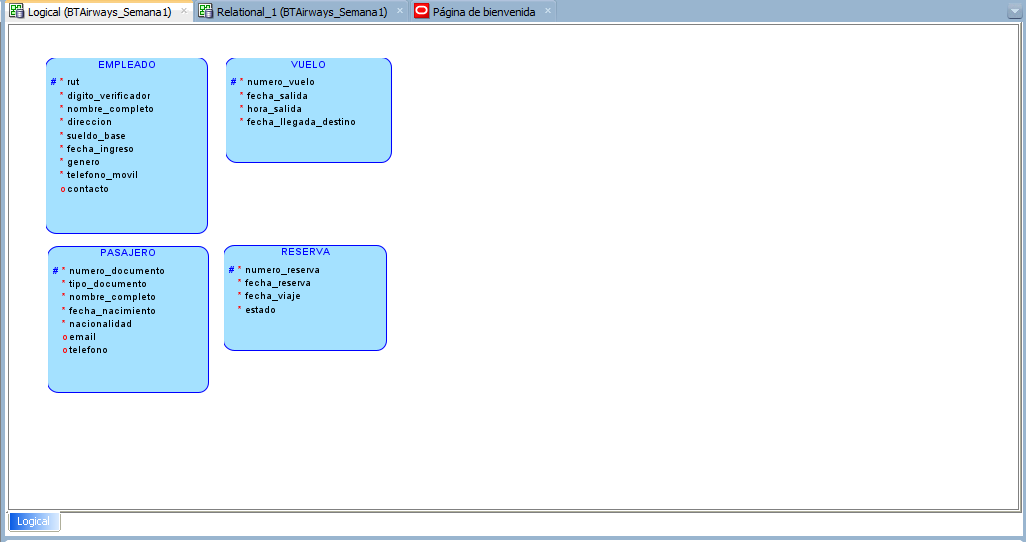 Logical (BTAirways_Semana1)
Relational_1 (BTAirways_Semana1)
Página de bienvenida
EMPLEADO
# * rut
* digito_verificador
* nombre_completo
* direccion
* sueldo_base
* fecha_ingreso
* genero
* telefono_movil
o contacto
VUELO
# * numero_vuelo
* fecha_salida
* hora_salida
* fecha_llegada_destino
PASAJERO
# * numero_documento
* tipo_documento
* nombre_completo
* fecha_nacimiento
* nacionalidad
o email
o telefono
RESERVA
# * numero_reserva
* fecha_reserva
* fecha_viaje
* estado
Logical